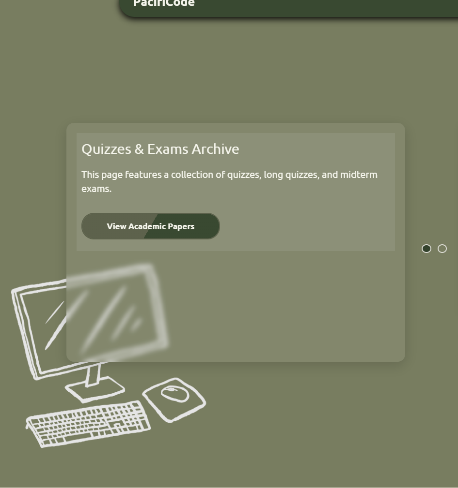 PacifiCode
Quizzes & Exams Archive
This page features a collection of quizzes, long quizzes, and midterm
exams.
View Academic Papers